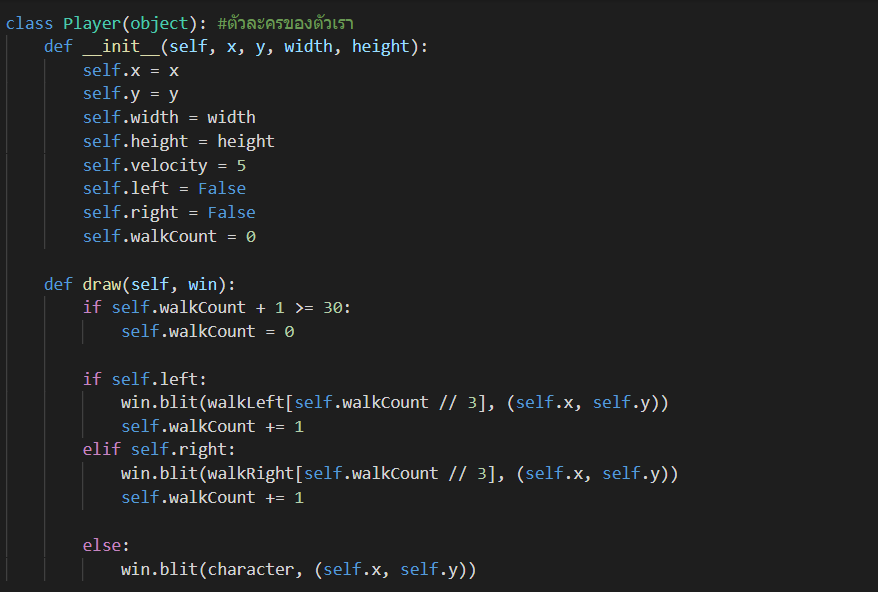 class Player(object): #ตัวละครของตัวเรา
    def __init__(self, x, y, width, height):
        self.x = x
        self.y = y
        self.width = width
        self.height = height
        self.velocity = 5
        self.left = False
        self.right = False
        self.walkCount = 0

    def draw(self, win):
        if self.walkCount + 1 >= 30:
            self.walkCount = 0

        if self.left:
            win.blit(walkLeft[self.walkCount // 3], (self.x, self.y))
            self.walkCount += 1
        elif self.right:
            win.blit(walkRight[self.walkCount // 3], (self.x, self.y))
            self.walkCount += 1

        else:
            win.blit(character, (self.x, self.y))